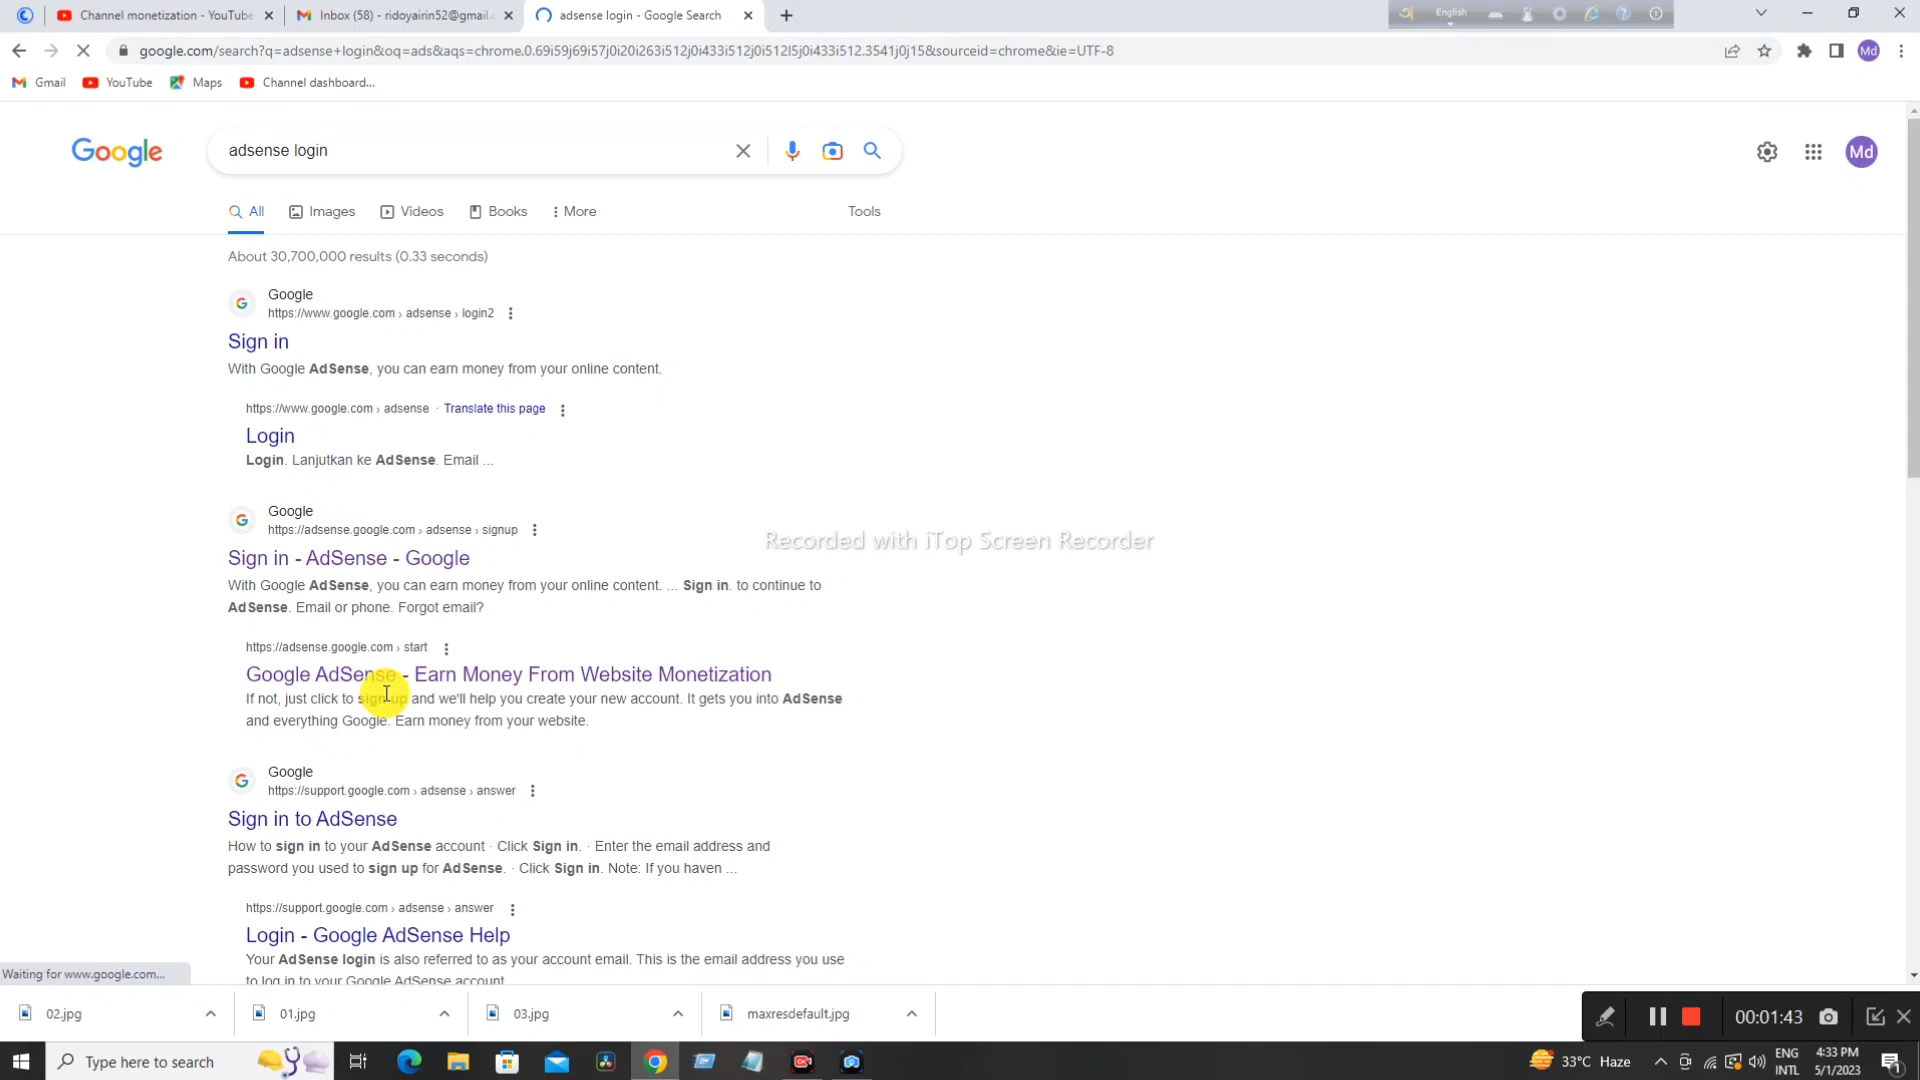 Channel monetization - YouTube
Inbox (58) - ridoyairin52@gmail.
adsense login - Google Search
English
google.com/search?q=adsense+login&oq=ads&aqs=chrome.0.69i59j69i57j0i20i263i512j0i433i512j0i512l5j0i433i512.3541j0j15&sourceid=chrome&ie=UTF-8
Md
Gmail
YouTube
Maps
Channel dashboard...
Google
adsense login
Md
All
Images
Videos
Books
More
Tools
About 30,700,000 results (0.33 seconds)
Google
https://www.google.com › adsense › login2
Sign in
With Google AdSense, you can earn money from your online content.
https://www.google.com › adsense · Translate this page
Login
Login. Lanjutkan ke AdSense. Email ...
Google
https://adsense.google.com › adsense › signup
Sign in - AdSense - Google
With Google AdSense, you can earn money from your online content. ... Sign in. to continue to
AdSense. Email or phone. Forgot email?
Recorded with iTop Screen Recorder
https://adsense.google.com › start
Google AdSense - Earn Money From Website Monetization
If not, just click to sign up and we'll help you create your new account. It gets you into AdSense
and everything Google. Earn money from your website.
Google
https://support.google.com › adsense › answer
Sign in to AdSense
How to sign in to your AdSense account · Click Sign in. · Enter the email address and
password you used to sign up for AdSense. · Click Sign in. Note: If you haven ...
https://support.google.com › adsense › answer
Login - Google AdSense Help
Your AdSense login is also referred to as your account email. This is the email address you use
to log in to your Google AdSense account
Waiting for www.google.com...
02.jpg
01.jpg
03.jpg
maxresdefault.jpg
00:01:43
Type here to search
33°C Haze
ENG
INTL
4:33 PM
5/1/2023
1